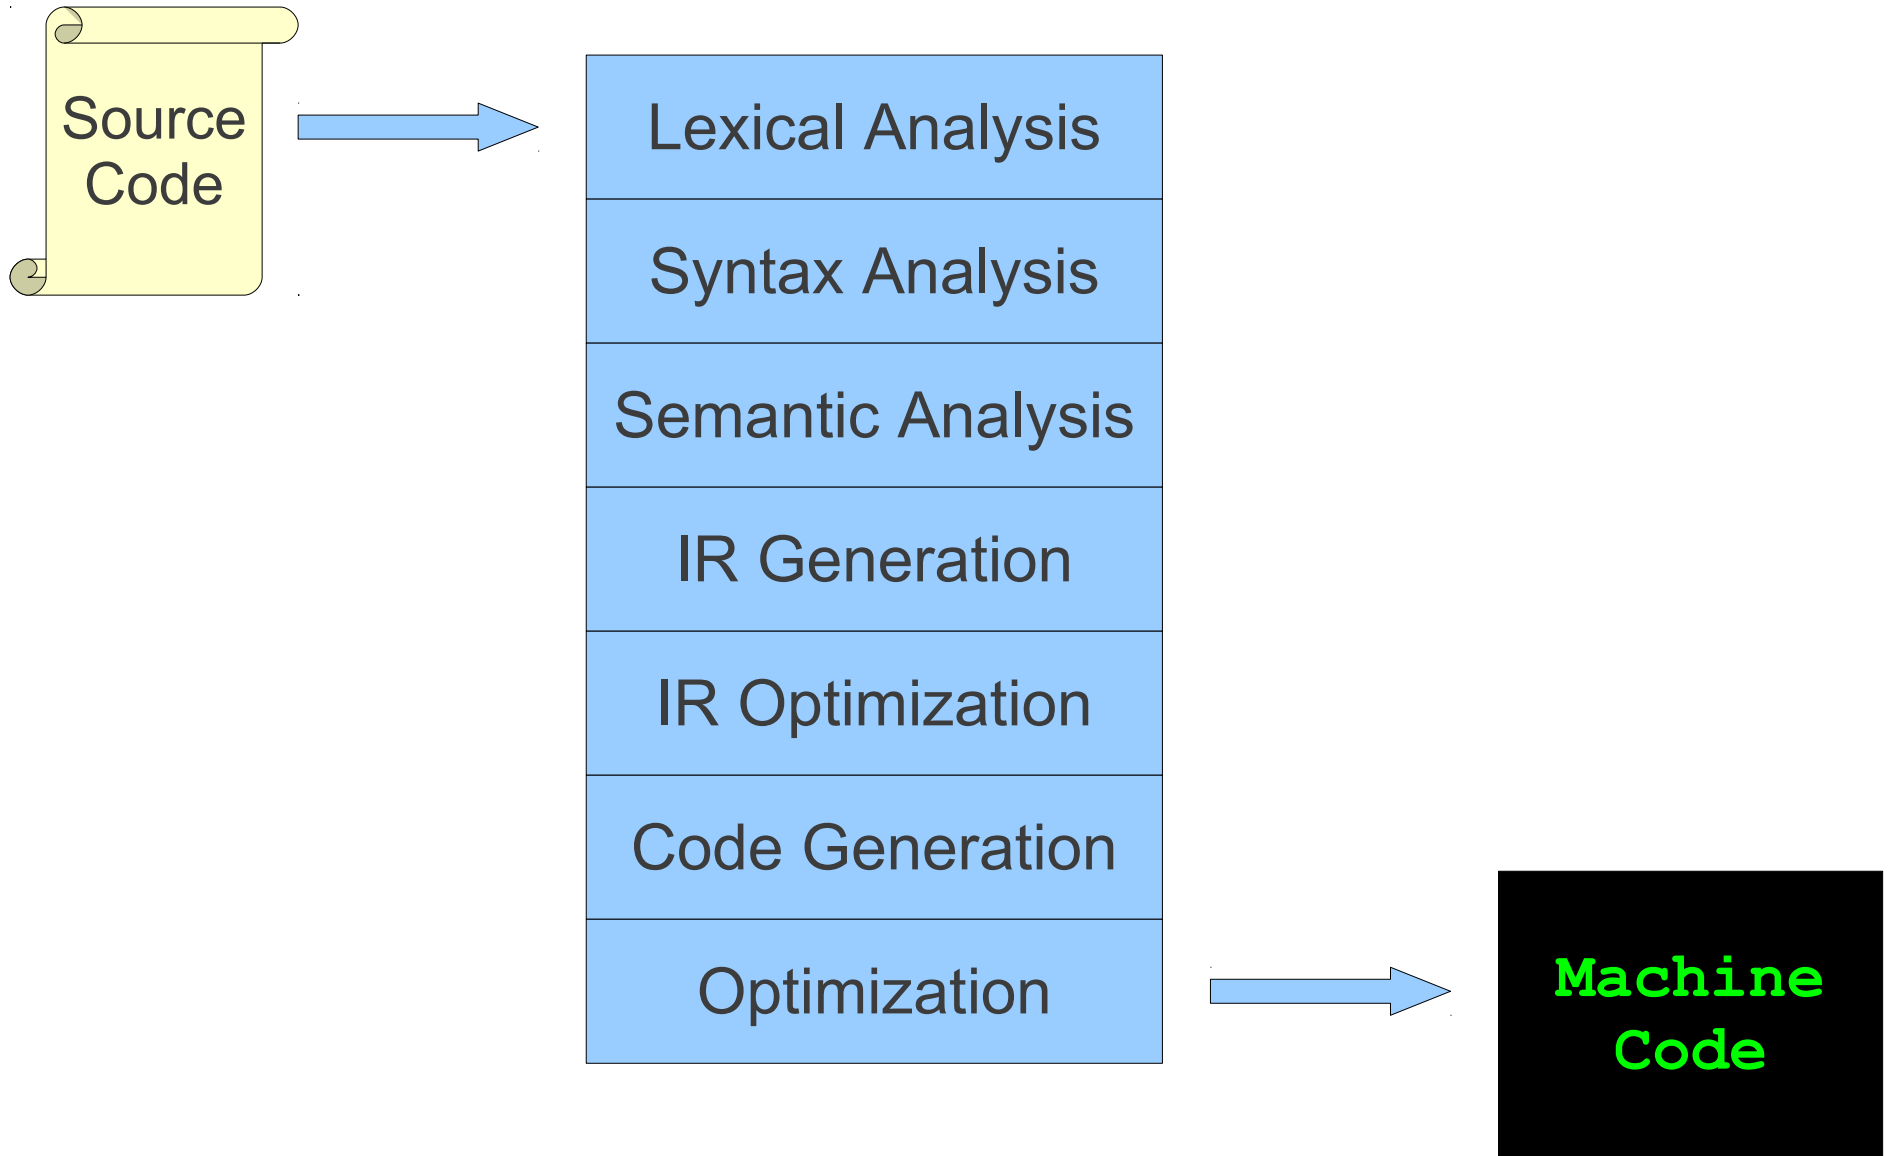 Source
Code
Lexical Analysis
Syntax Analysis
Semantic Analysis
IR Generation
IR Optimization
Code Generation
Optimization
Machine
Code